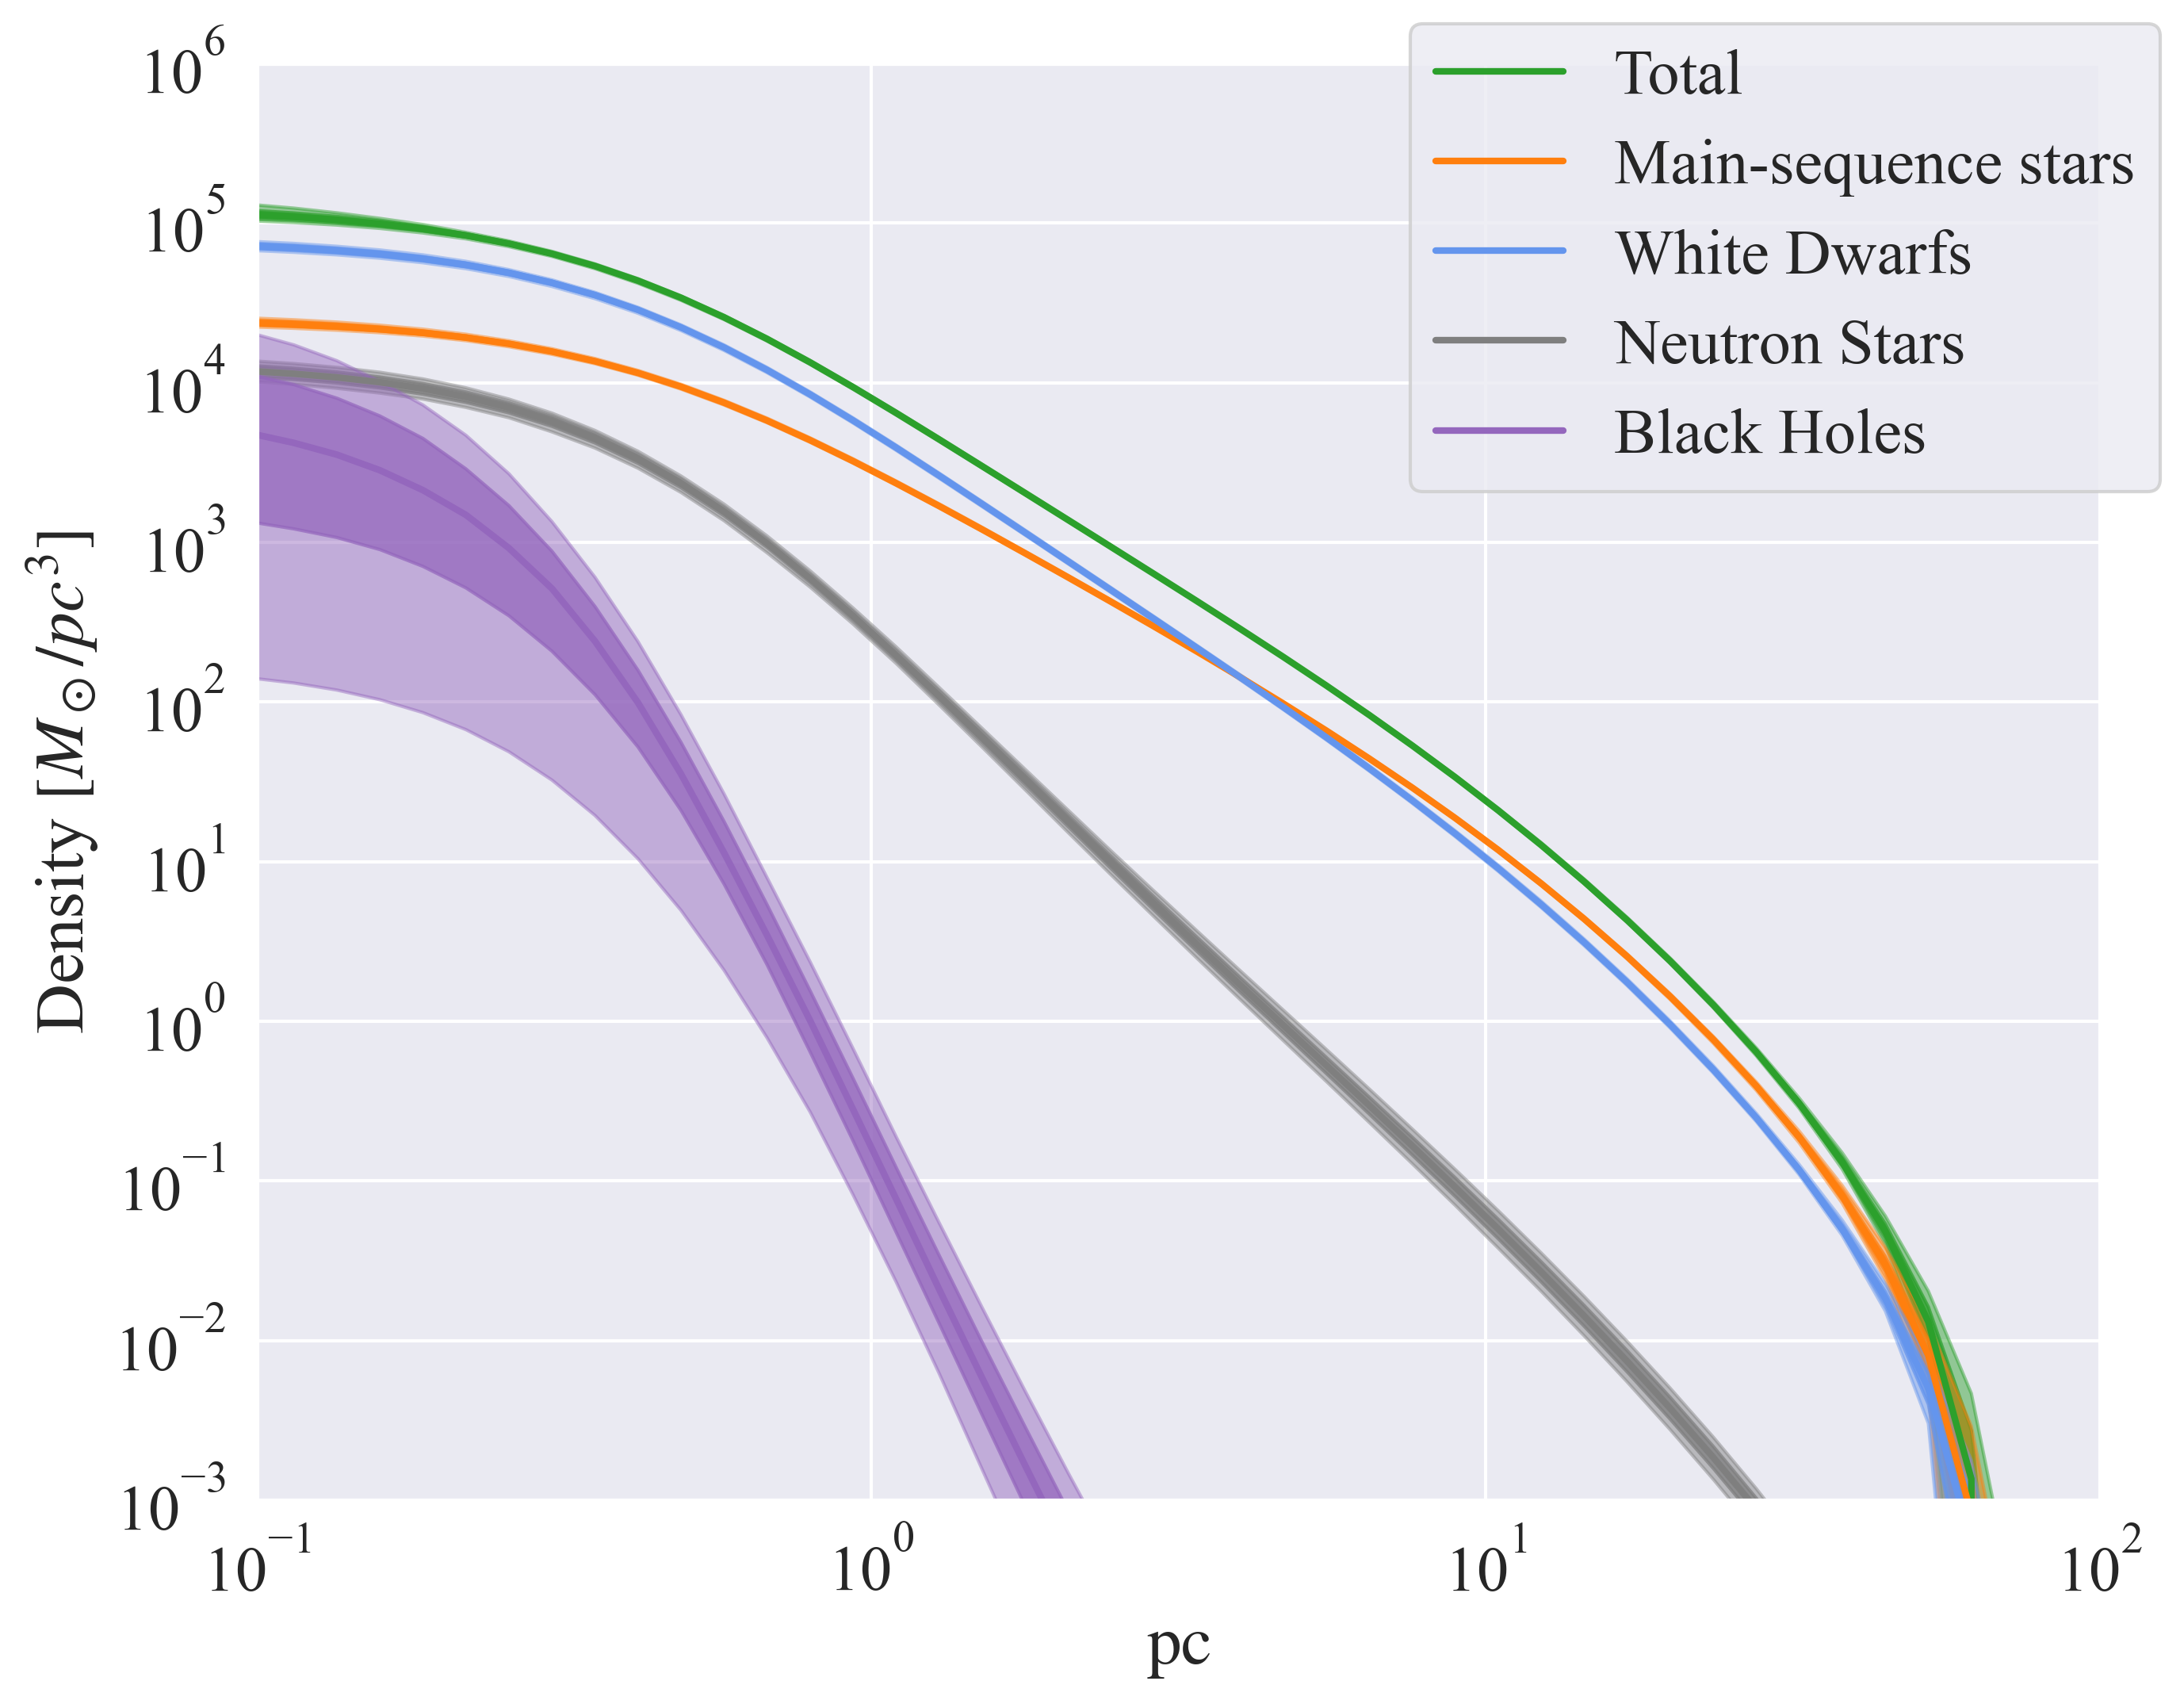 Total
Main-sequence stars
White Dwarfs
Neutron Stars
Black Holes
Density [$M_\odot/pc^3$]
10^6
10^5
10^4
10^3
10^2
10^1
10^0
10^−1
10^−2
10^−3
10^−1 10^0 10^1 10^2
pc